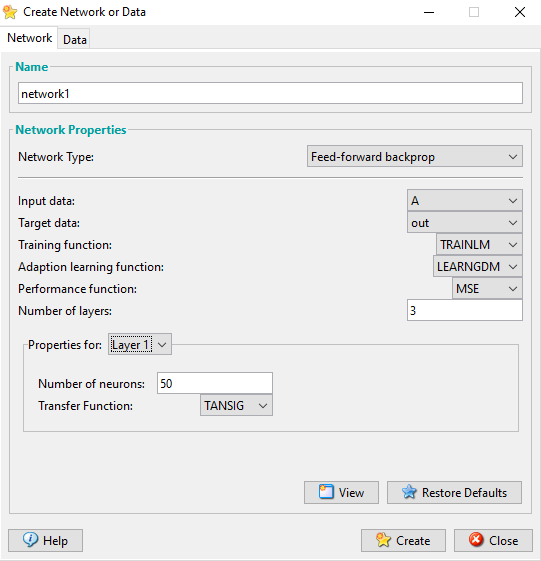 Create Network or Data
Network Data
Name
network1
Network Properties
Network Type: Feed-forward backprop
Input data: A
Target data: out
Training function: TRAINLM
Adaption learning function: LEARNGDM
Performance function: MSE
Number of layers: 3
Properties for: Layer 1
Number of neurons: 50
Transfer Function: TANSIG
View Restore Defaults
Help Create Close